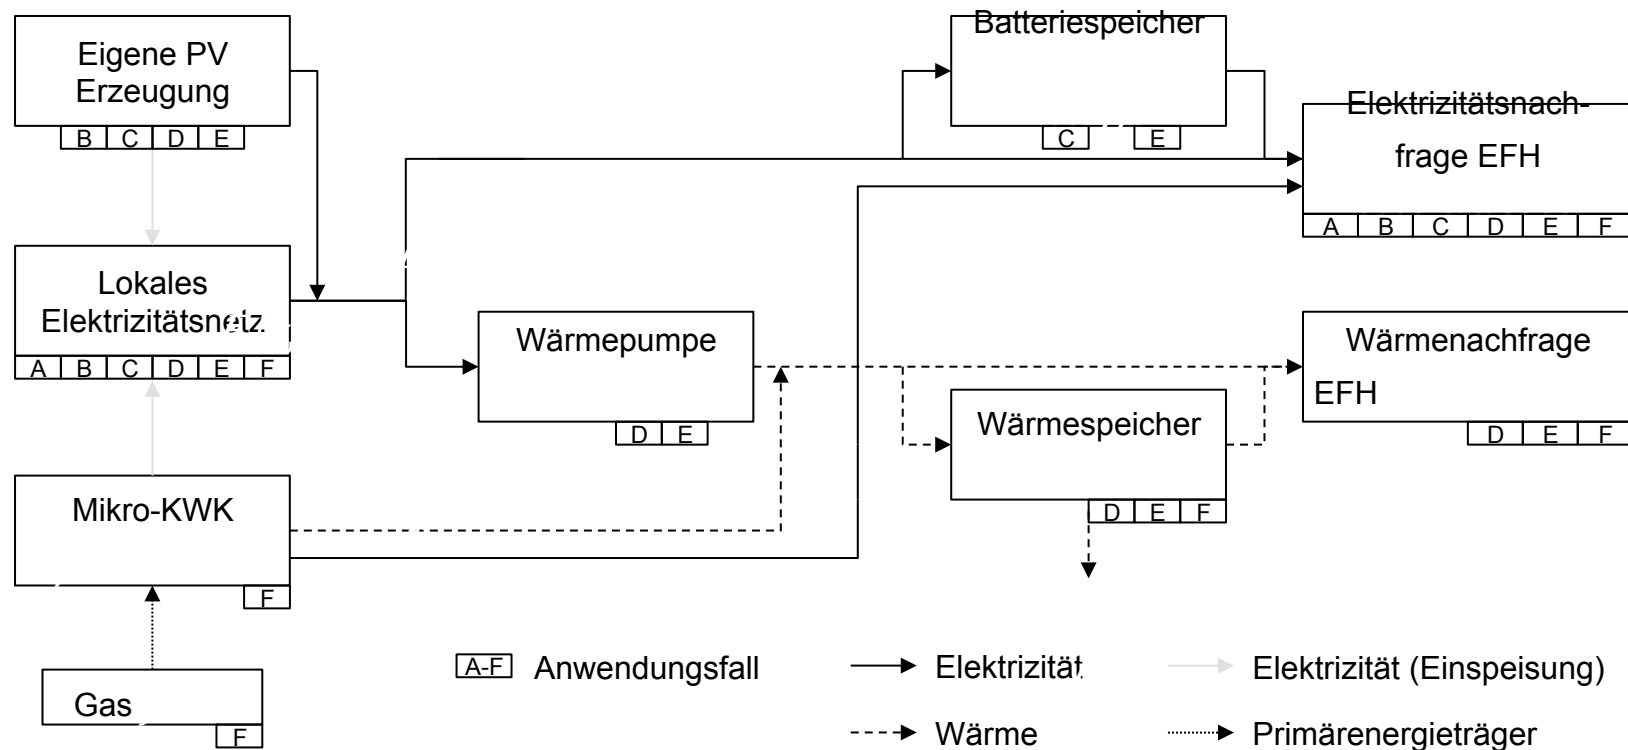 Eigene PV
Erzeugung
B C D E
Batteriespeicher
C E
Elektrizitätsnach-
frage EFH
A B C D E F
Lokales
Elektrizitätsnetz
A B C D E F
Wärmepumpe
D E
Wärmenachfrage
EFH
D E F
Wärmespeicher
D E F
Mikro-KWK
F
Gas
F
A-F Anwendungsfall
Elektrizität
Elektrizität (Einspeisung)
Wärme
Primärenergieträger